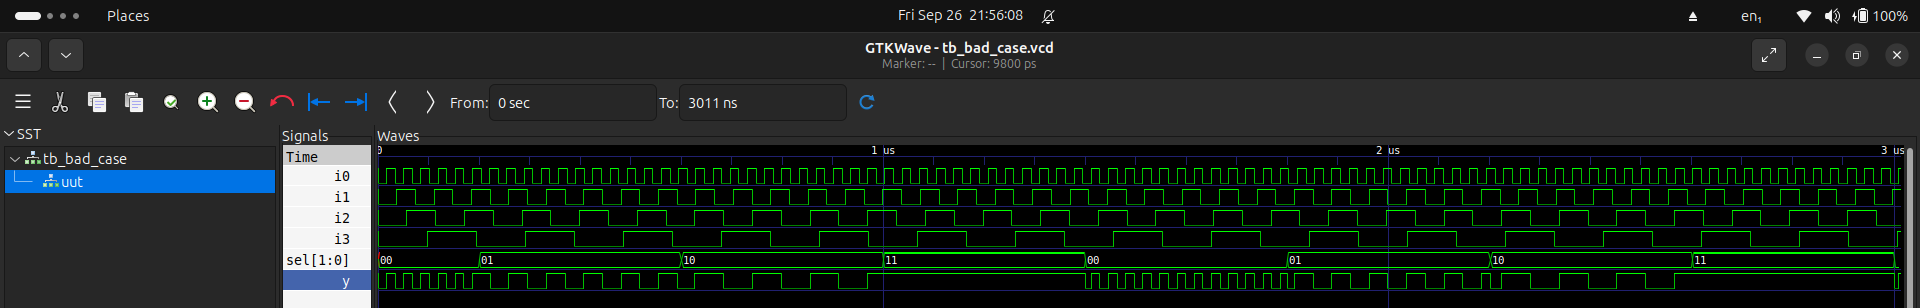 Places
Fri Sep 26 21:56:08
en₁
100%
GTKWave - tb_bad_case.vcd
Marker: -- | Cursor: 9800 ps
From: 0 sec
To: 3011 ns
SST
tb_bad_case
uut
Signals
Time
i0
i1
i2
i3
sel[1:0]
y
Waves
0 1 us 2 us 3 us
00 01 10 11 00 01 10 11